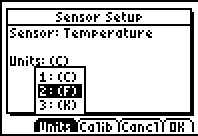 Sensor Setup
Sensor: Temperature
Units: (C)
1: (C)
2: (F)
3: (K)
Units Calib Cancl OK